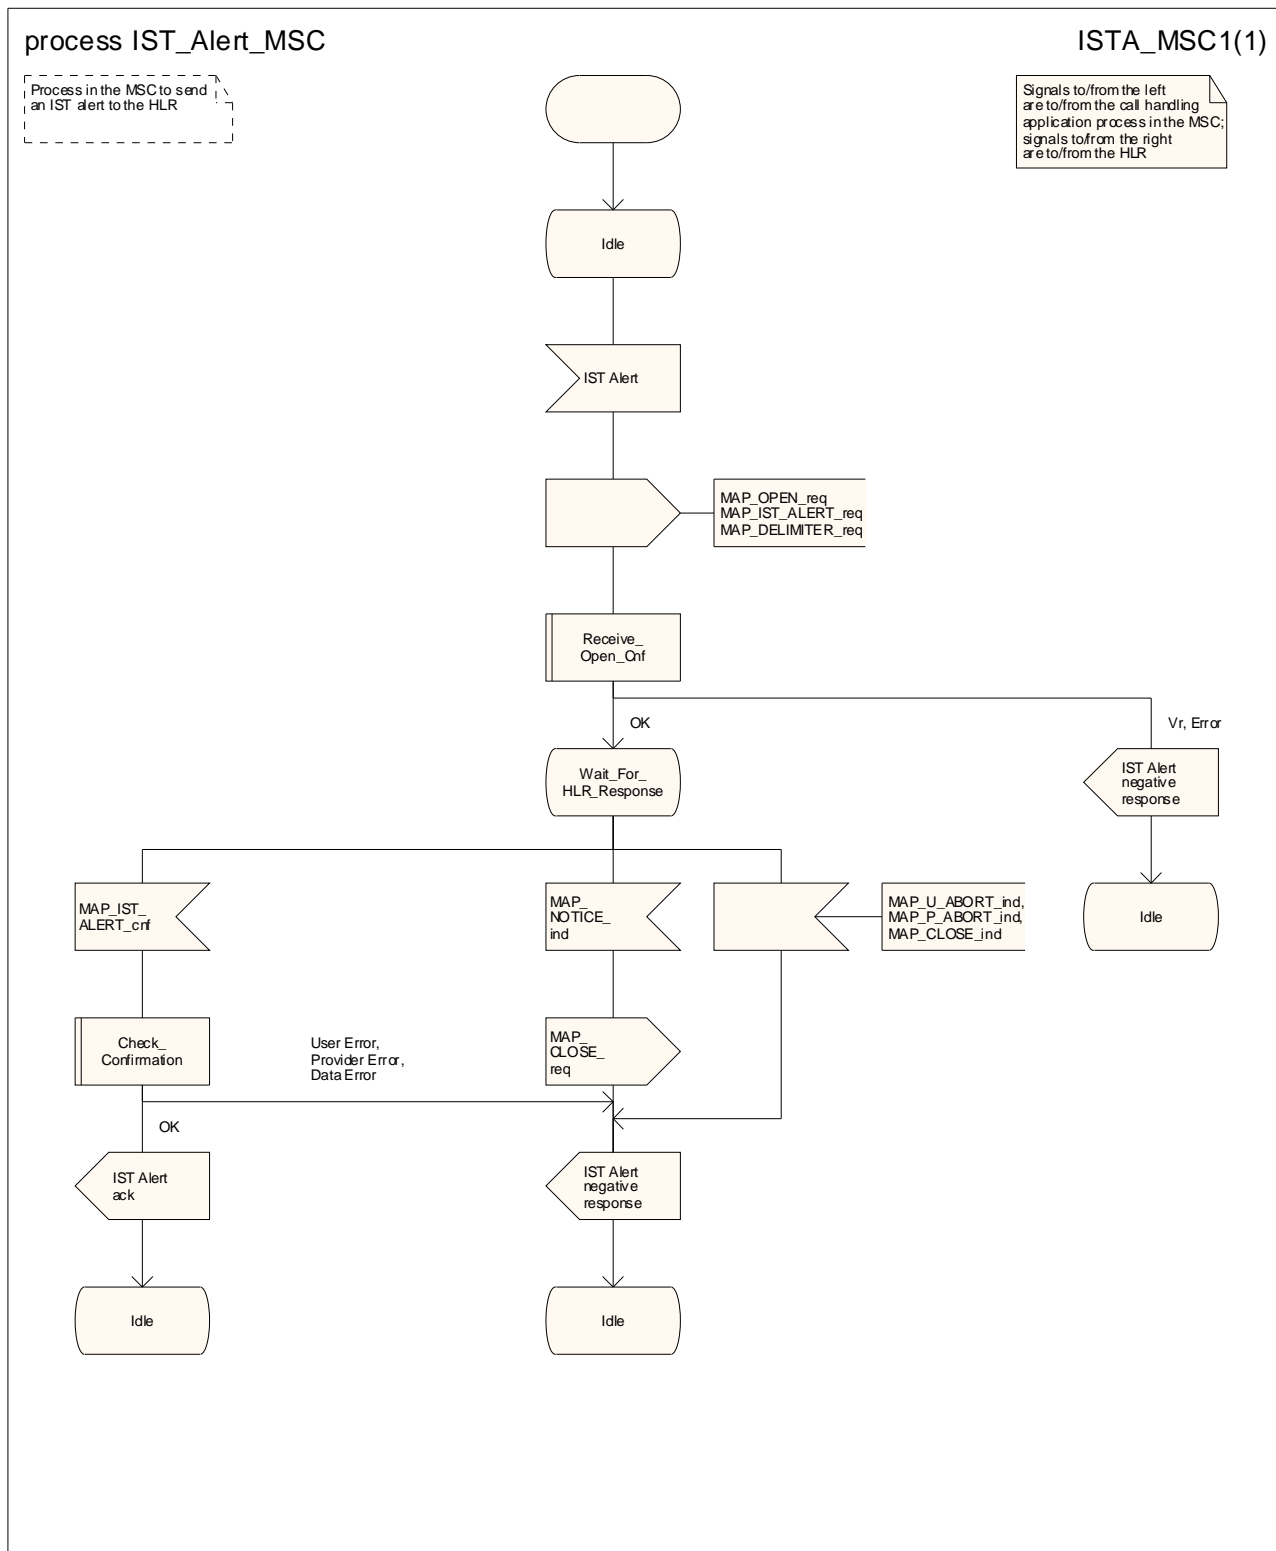 process IST_Alert_MSC
ISTA_MSC1(1)
Process in the MSC to send
an IST alert to the HLR
Signals to/from the left
are to/from the call handling
application process in the MSC;
signals to/from the right
are to/from the HLR
Idle
IST Alert
MAP_OPEN_req
MAP_IST_ALERT_req
MAP_DELIMITER_req
Receive_
Open_Cnf
OK
Vr, Error
Wait_For_
HLR_Response
IST Alert
negative
response
MAP_IST_
ALERT_cnf
MAP_
NOTICE_
ind
MAP_U_ABORT_ind,
MAP_P_ABORT_ind,
MAP_CLOSE_ind
Idle
Check_
Confirmation
User Error,
Provider Error,
Data Error
MAP_
CLOSE_
req
OK
IST Alert
ack
IST Alert
negative
response
Idle
Idle